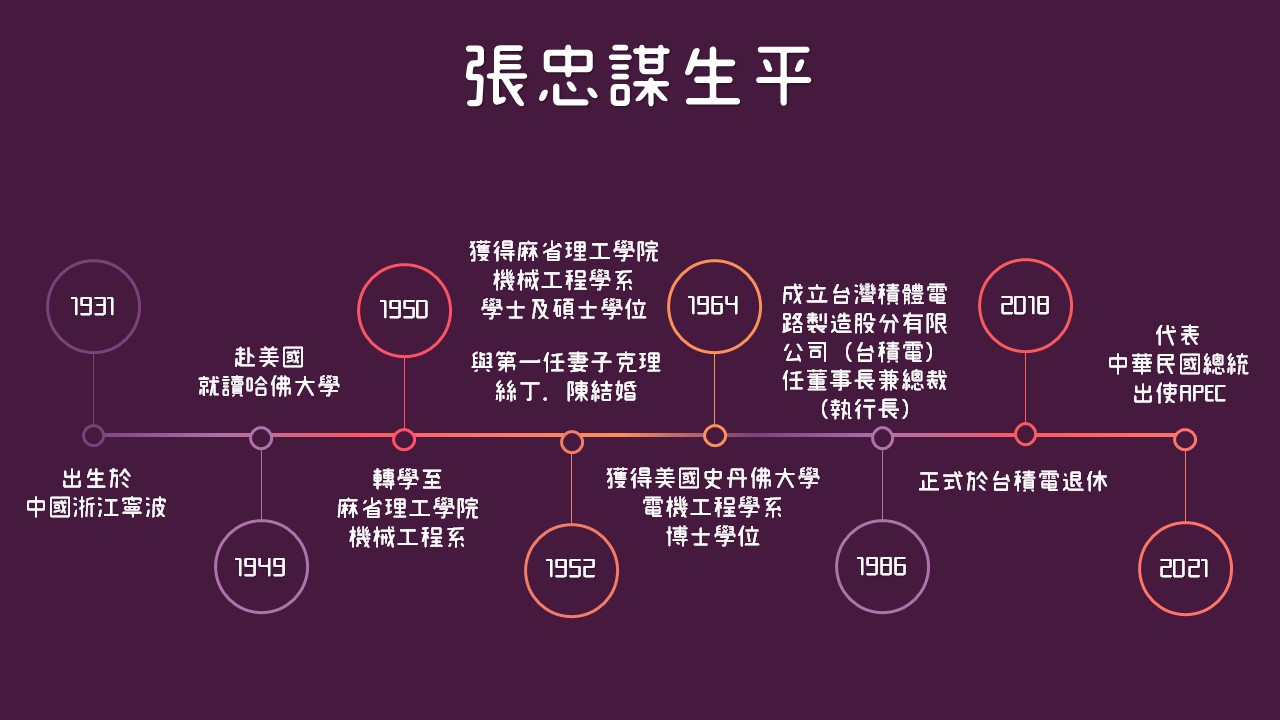 張忠謀生平
1931
出生於
中國浙江寧波
赴美國
就讀哈佛大學
1949
1950
轉學至
麻省理工學院
機械工程系
獲得麻省理工學院
機械工程學系
學士及碩士學位
與第一任妻子克理
絲丁．陳結婚
1952
1964
獲得美國史丹佛大學
電機工程學系
博士學位
成立台灣積體電
路製造股分有限
公司（台積電）
任董事長兼總裁
（執行長）
1986
2018
正式於台積電退休
代表
中華民國總統
出使APEC
2021